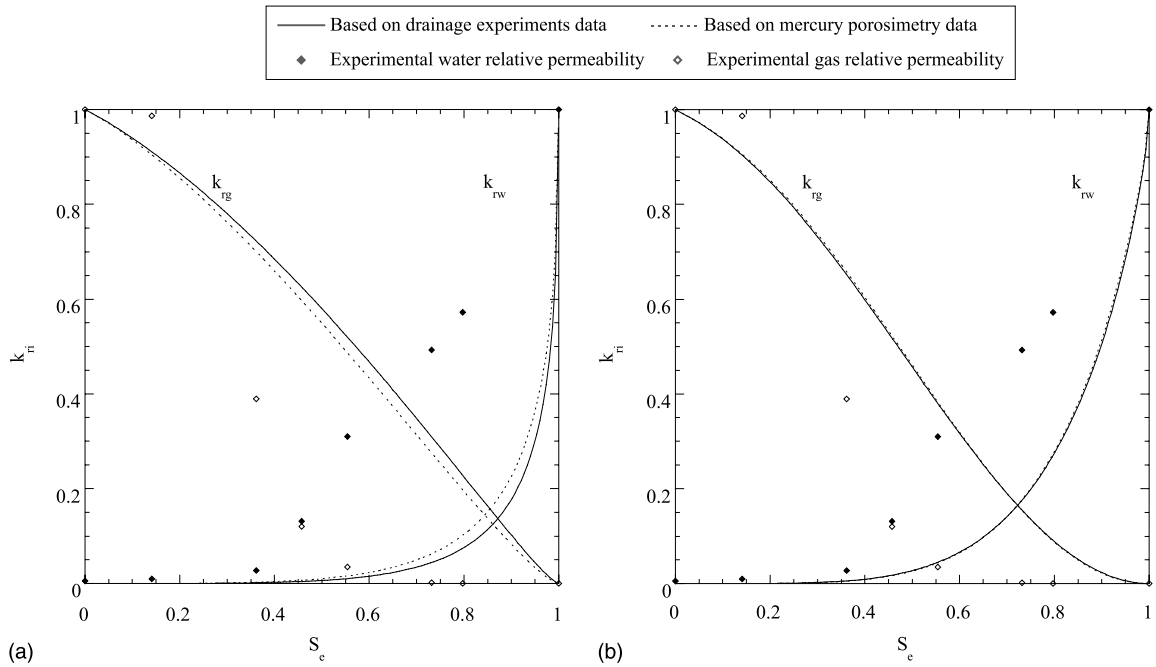 Based on drainage experiments data Based on mercury porosimetry data
Experimental water relative permeability Experimental gas relative permeability
1
0.8
0.6
0.4
0.2
0
k_ri
k_rg
k_rw
0 0.2 0.4 0.6 0.8 1
S_e
(a)
1
0.8
0.6
0.4
0.2
0
k_ri
k_rg
k_rw
0 0.2 0.4 0.6 0.8 1
S_e
(b)